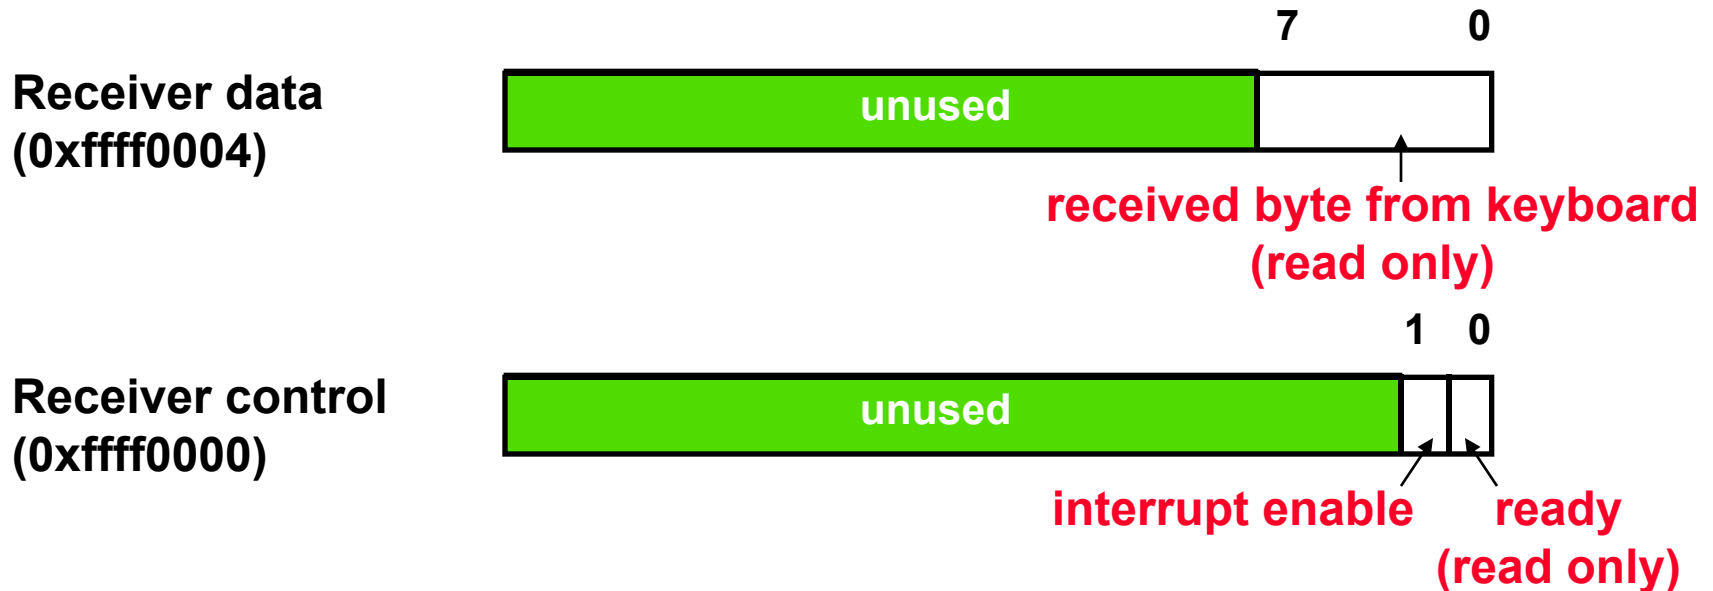 7 0
Receiver data
(0xffff0004)
unused
received byte from keyboard
(read only)
1 0
Receiver control
(0xffff0000)
unused
interrupt enable
ready
(read only)